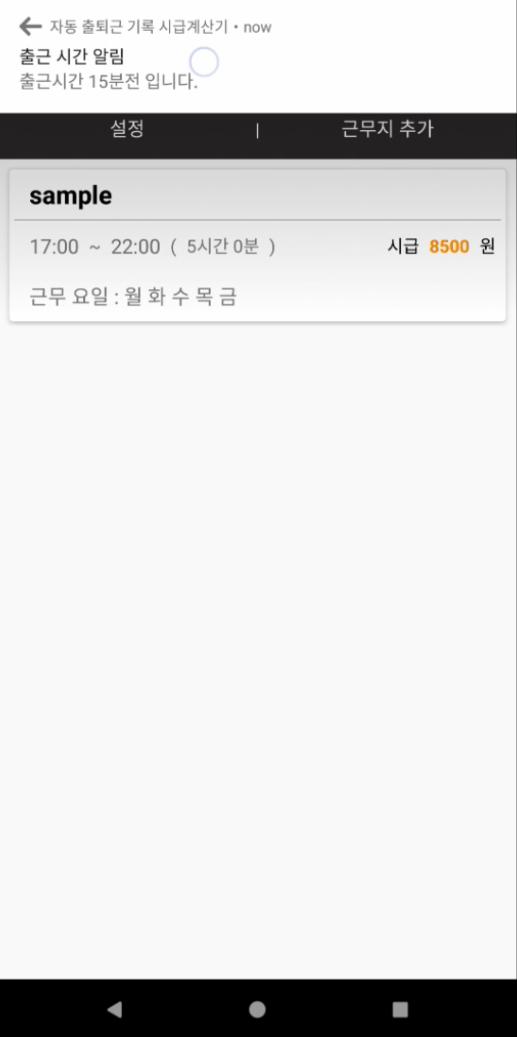 자동 출퇴근 기록 시급계산기 • now
출근 시간 알림
출근시간 15분전 입니다.
설정 | 근무지 추가
sample
17:00 ~ 22:00 ( 5시간 0분 ) 시급 8500 원
근무 요일 : 월 화 수 목 금